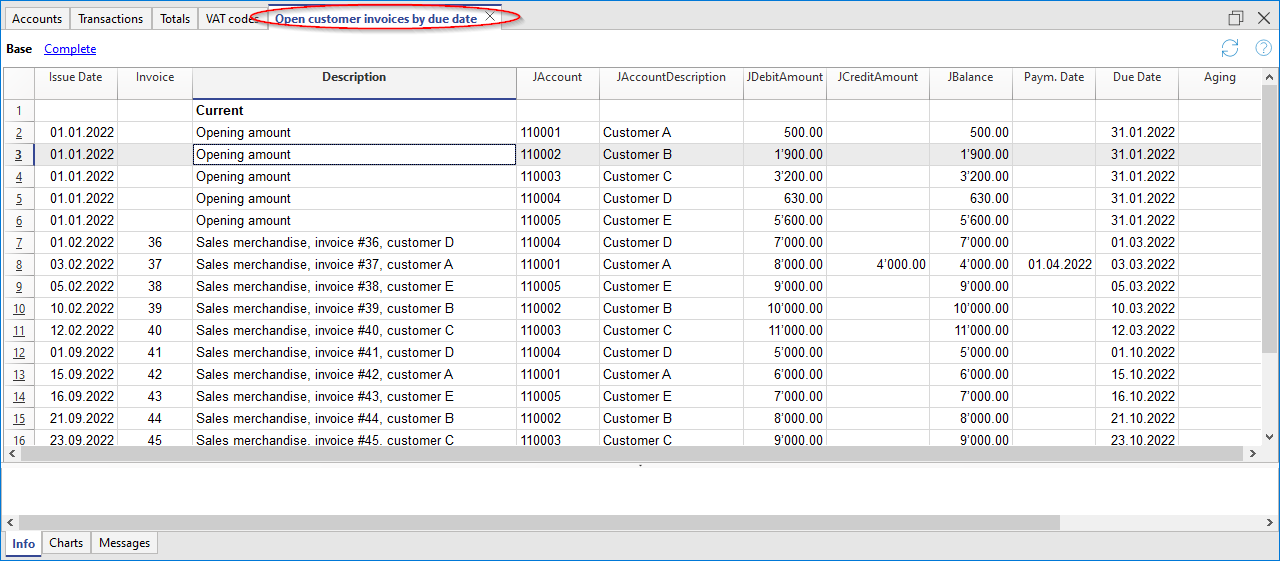 Accounts Transactions Totals VAT codes Open customer invoices by due date
Base Complete
Issue Date Invoice Description JAccount JAccountDescription JDebitAmount JCreditAmount JBalance Paym. Date Due Date Aging
1 Current
2 01.01.2022 Opening amount 110001 Customer A 500.00 500.00 31.01.2022
3 01.01.2022 Opening amount 110002 Customer B 1'900.00 1'900.00 31.01.2022
4 01.01.2022 Opening amount 110003 Customer C 3'200.00 3'200.00 31.01.2022
5 01.01.2022 Opening amount 110004 Customer D 630.00 630.00 31.01.2022
6 01.01.2022 Opening amount 110005 Customer E 5'600.00 5'600.00 31.01.2022
7 01.02.2022 36 Sales merchandise, invoice #36, customer D 110004 Customer D 7'000.00 7'000.00 01.03.2022
8 03.02.2022 37 Sales merchandise, invoice #37, customer A 110001 Customer A 8'000.00 4'000.00 4'000.00 01.04.2022 03.03.2022
9 05.02.2022 38 Sales merchandise, invoice #38, customer E 110005 Customer E 9'000.00 9'000.00 05.03.2022
10 10.02.2022 39 Sales merchandise, invoice #39, customer B 110002 Customer B 10'000.00 10'000.00 10.03.2022
11 12.02.2022 40 Sales merchandise, invoice #40, customer C 110003 Customer C 11'000.00 11'000.00 12.03.2022
12 01.09.2022 41 Sales merchandise, invoice #41, customer D 110004 Customer D 5'000.00 5'000.00 01.10.2022
13 15.09.2022 42 Sales merchandise, invoice #42, customer A 110001 Customer A 6'000.00 6'000.00 15.10.2022
14 16.09.2022 43 Sales merchandise, invoice #43, customer E 110005 Customer E 7'000.00 7'000.00 16.10.2022
15 21.09.2022 44 Sales merchandise, invoice #44, customer B 110002 Customer B 8'000.00 8'000.00 21.10.2022
16 23.09.2022 45 Sales merchandise, invoice #45, customer C 110003 Customer C 9'000.00 9'000.00 23.10.2022
Info Charts Messages